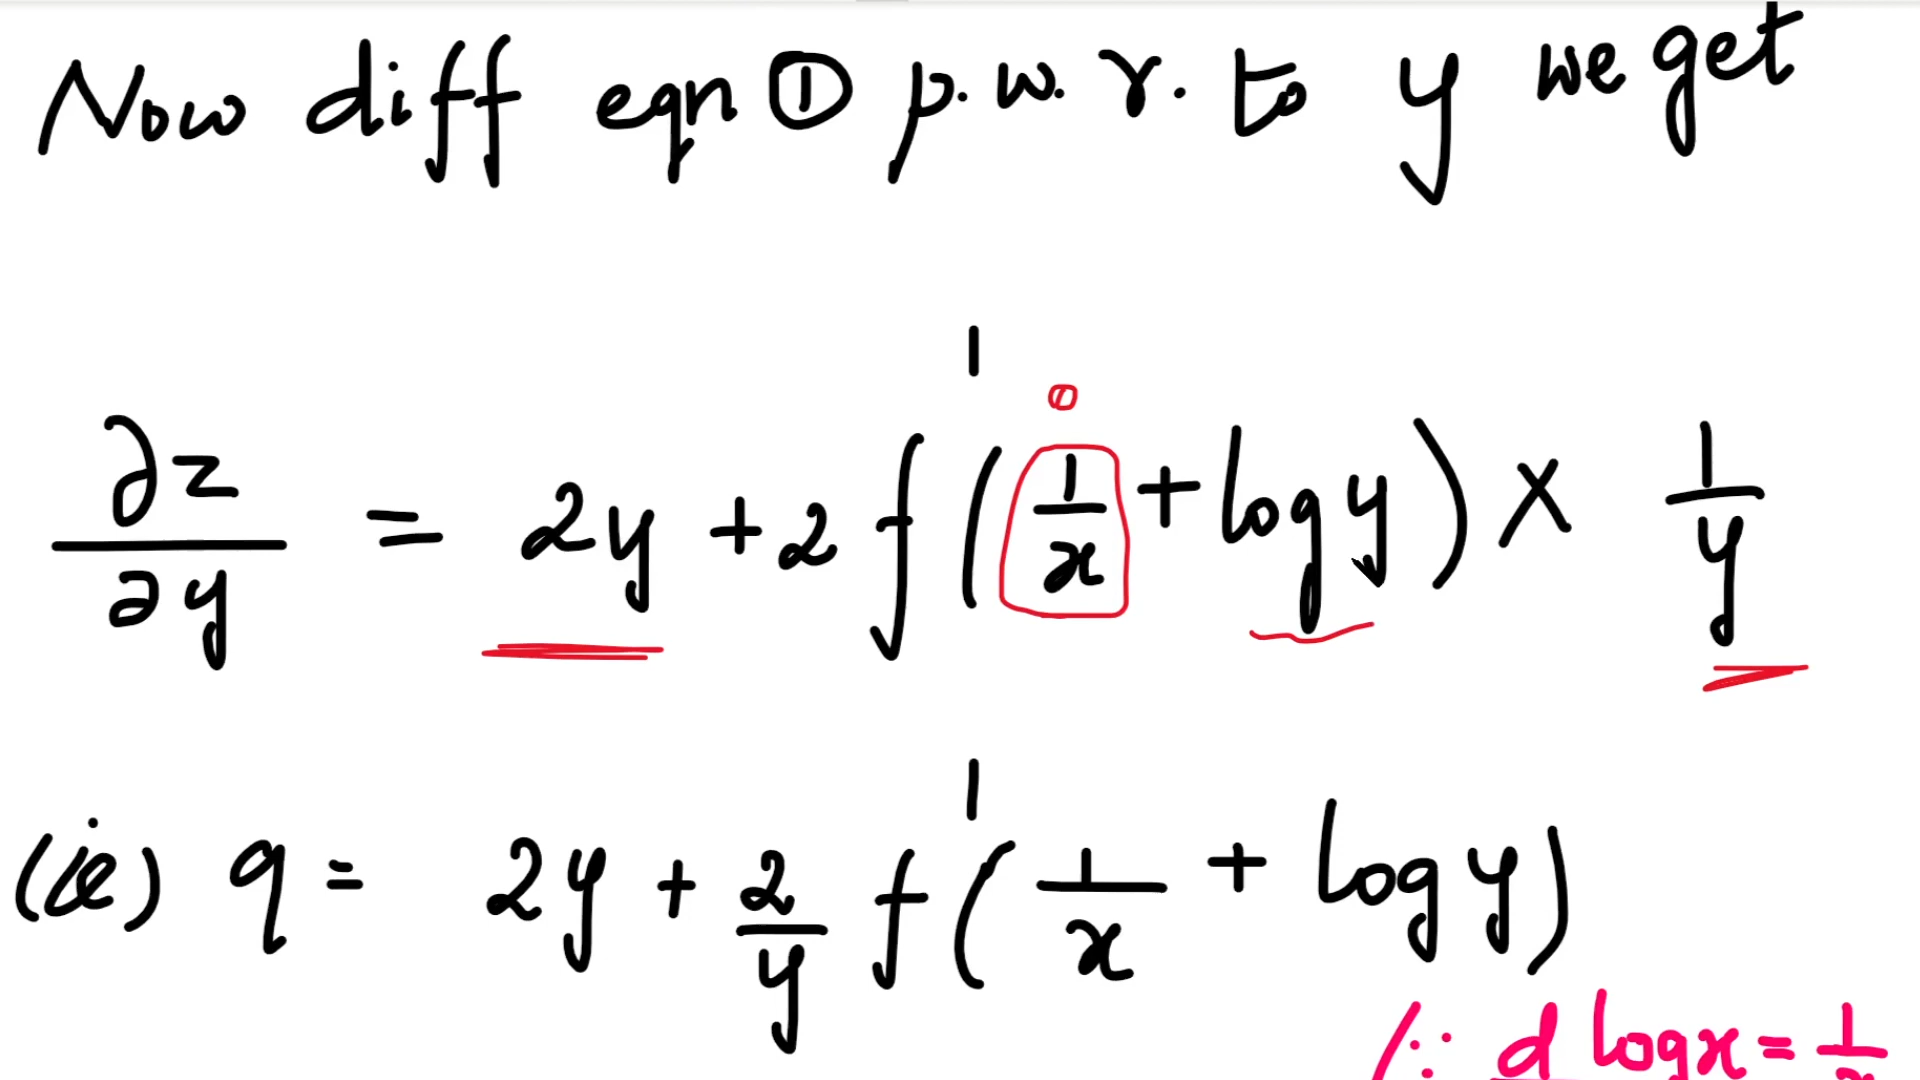 Now diff eqn ① p. w. r. to y we get
∂z/∂y = 2y + 2 f'(1/x + log y) × 1/y
0
(ie) q = 2y + 2/y f'(1/x + log y)
(∵ d log x = 1/x